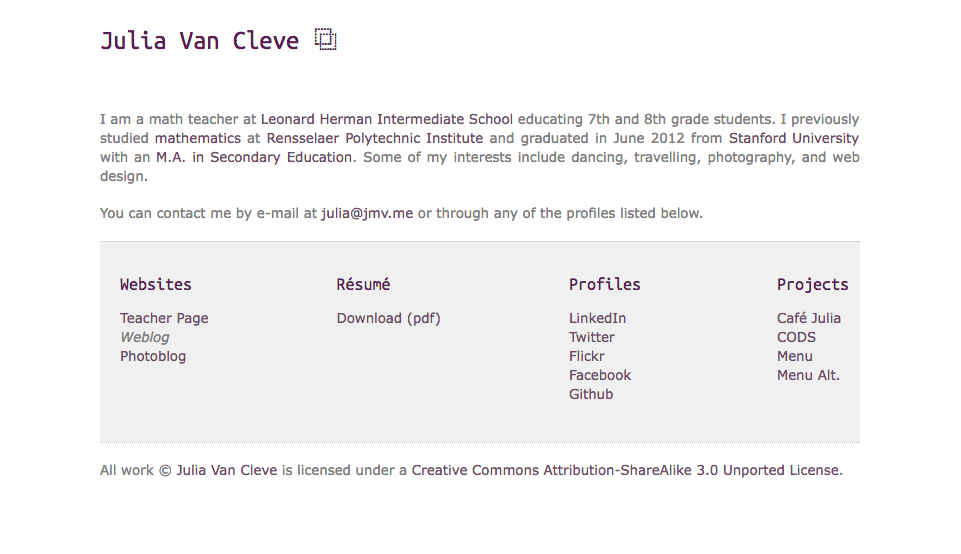 Julia Van Cleve
I am a math teacher at Leonard Herman Intermediate School educating 7th and 8th grade students. I previously
studied mathematics at Rensselaer Polytechnic Institute and graduated in June 2012 from Stanford University
with an M.A. in Secondary Education. Some of my interests include dancing, travelling, photography, and web
design.
You can contact me by e-mail at julia@jmv.me or through any of the profiles listed below.
Websites
Teacher Page
Weblog
Photoblog
Résumé
Download (pdf)
Profiles
LinkedIn
Twitter
Flickr
Facebook
Github
Projects
Café Julia
CODS
Menu
Menu Alt.
All work © Julia Van Cleve is licensed under a Creative Commons Attribution-ShareAlike 3.0 Unported License.